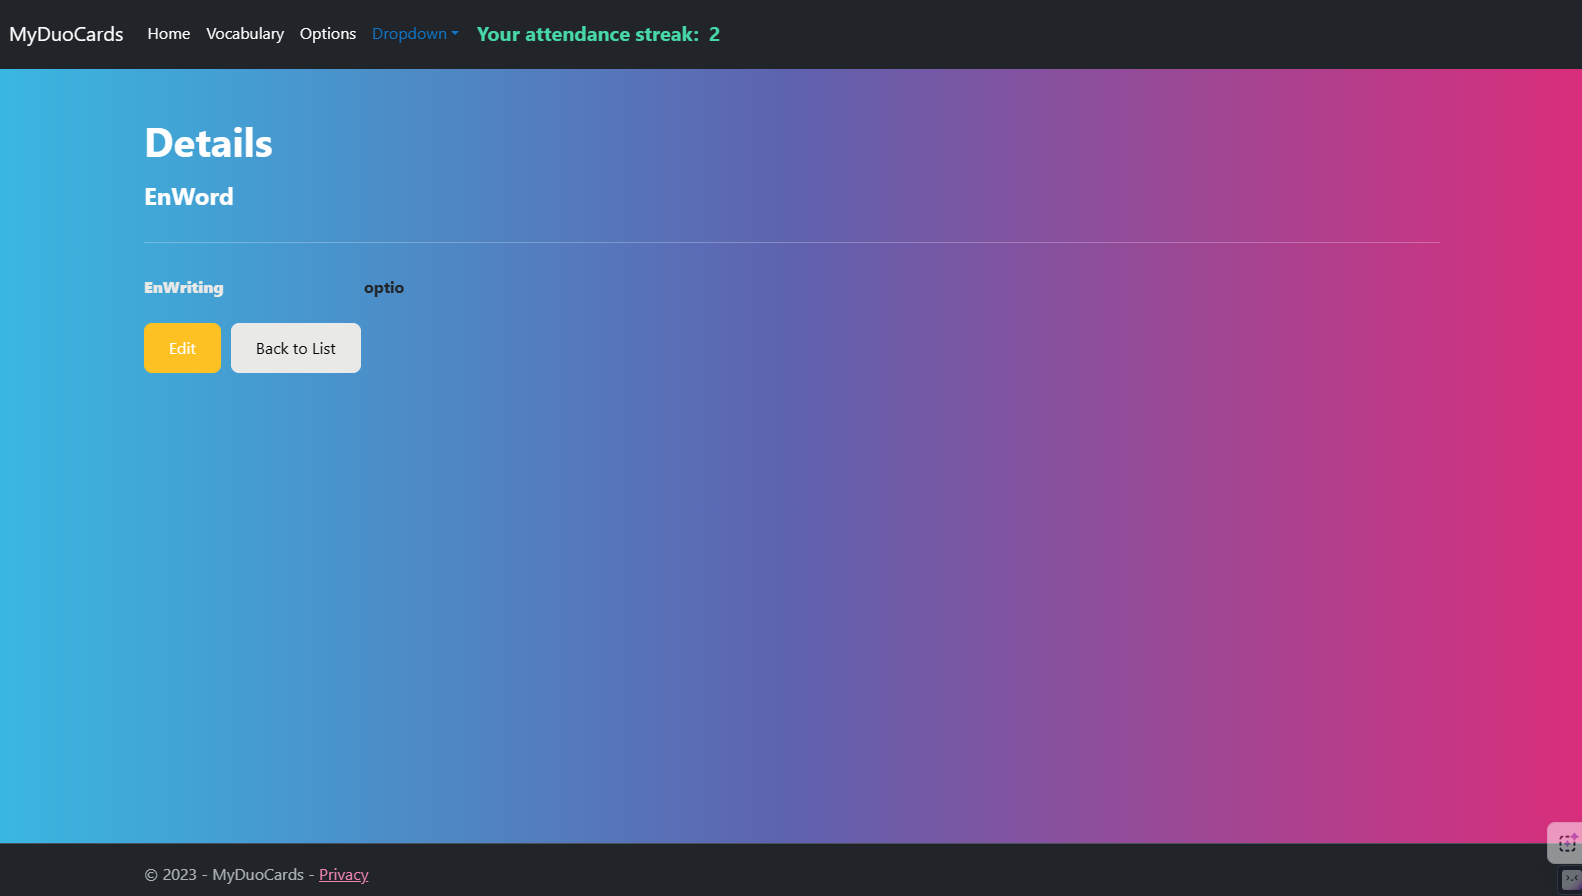 MyDuoCards Home Vocabulary Options Dropdown Your attendance streak: 2
Details
EnWord
EnWriting optio
Edit Back to List
© 2023 - MyDuoCards - Privacy